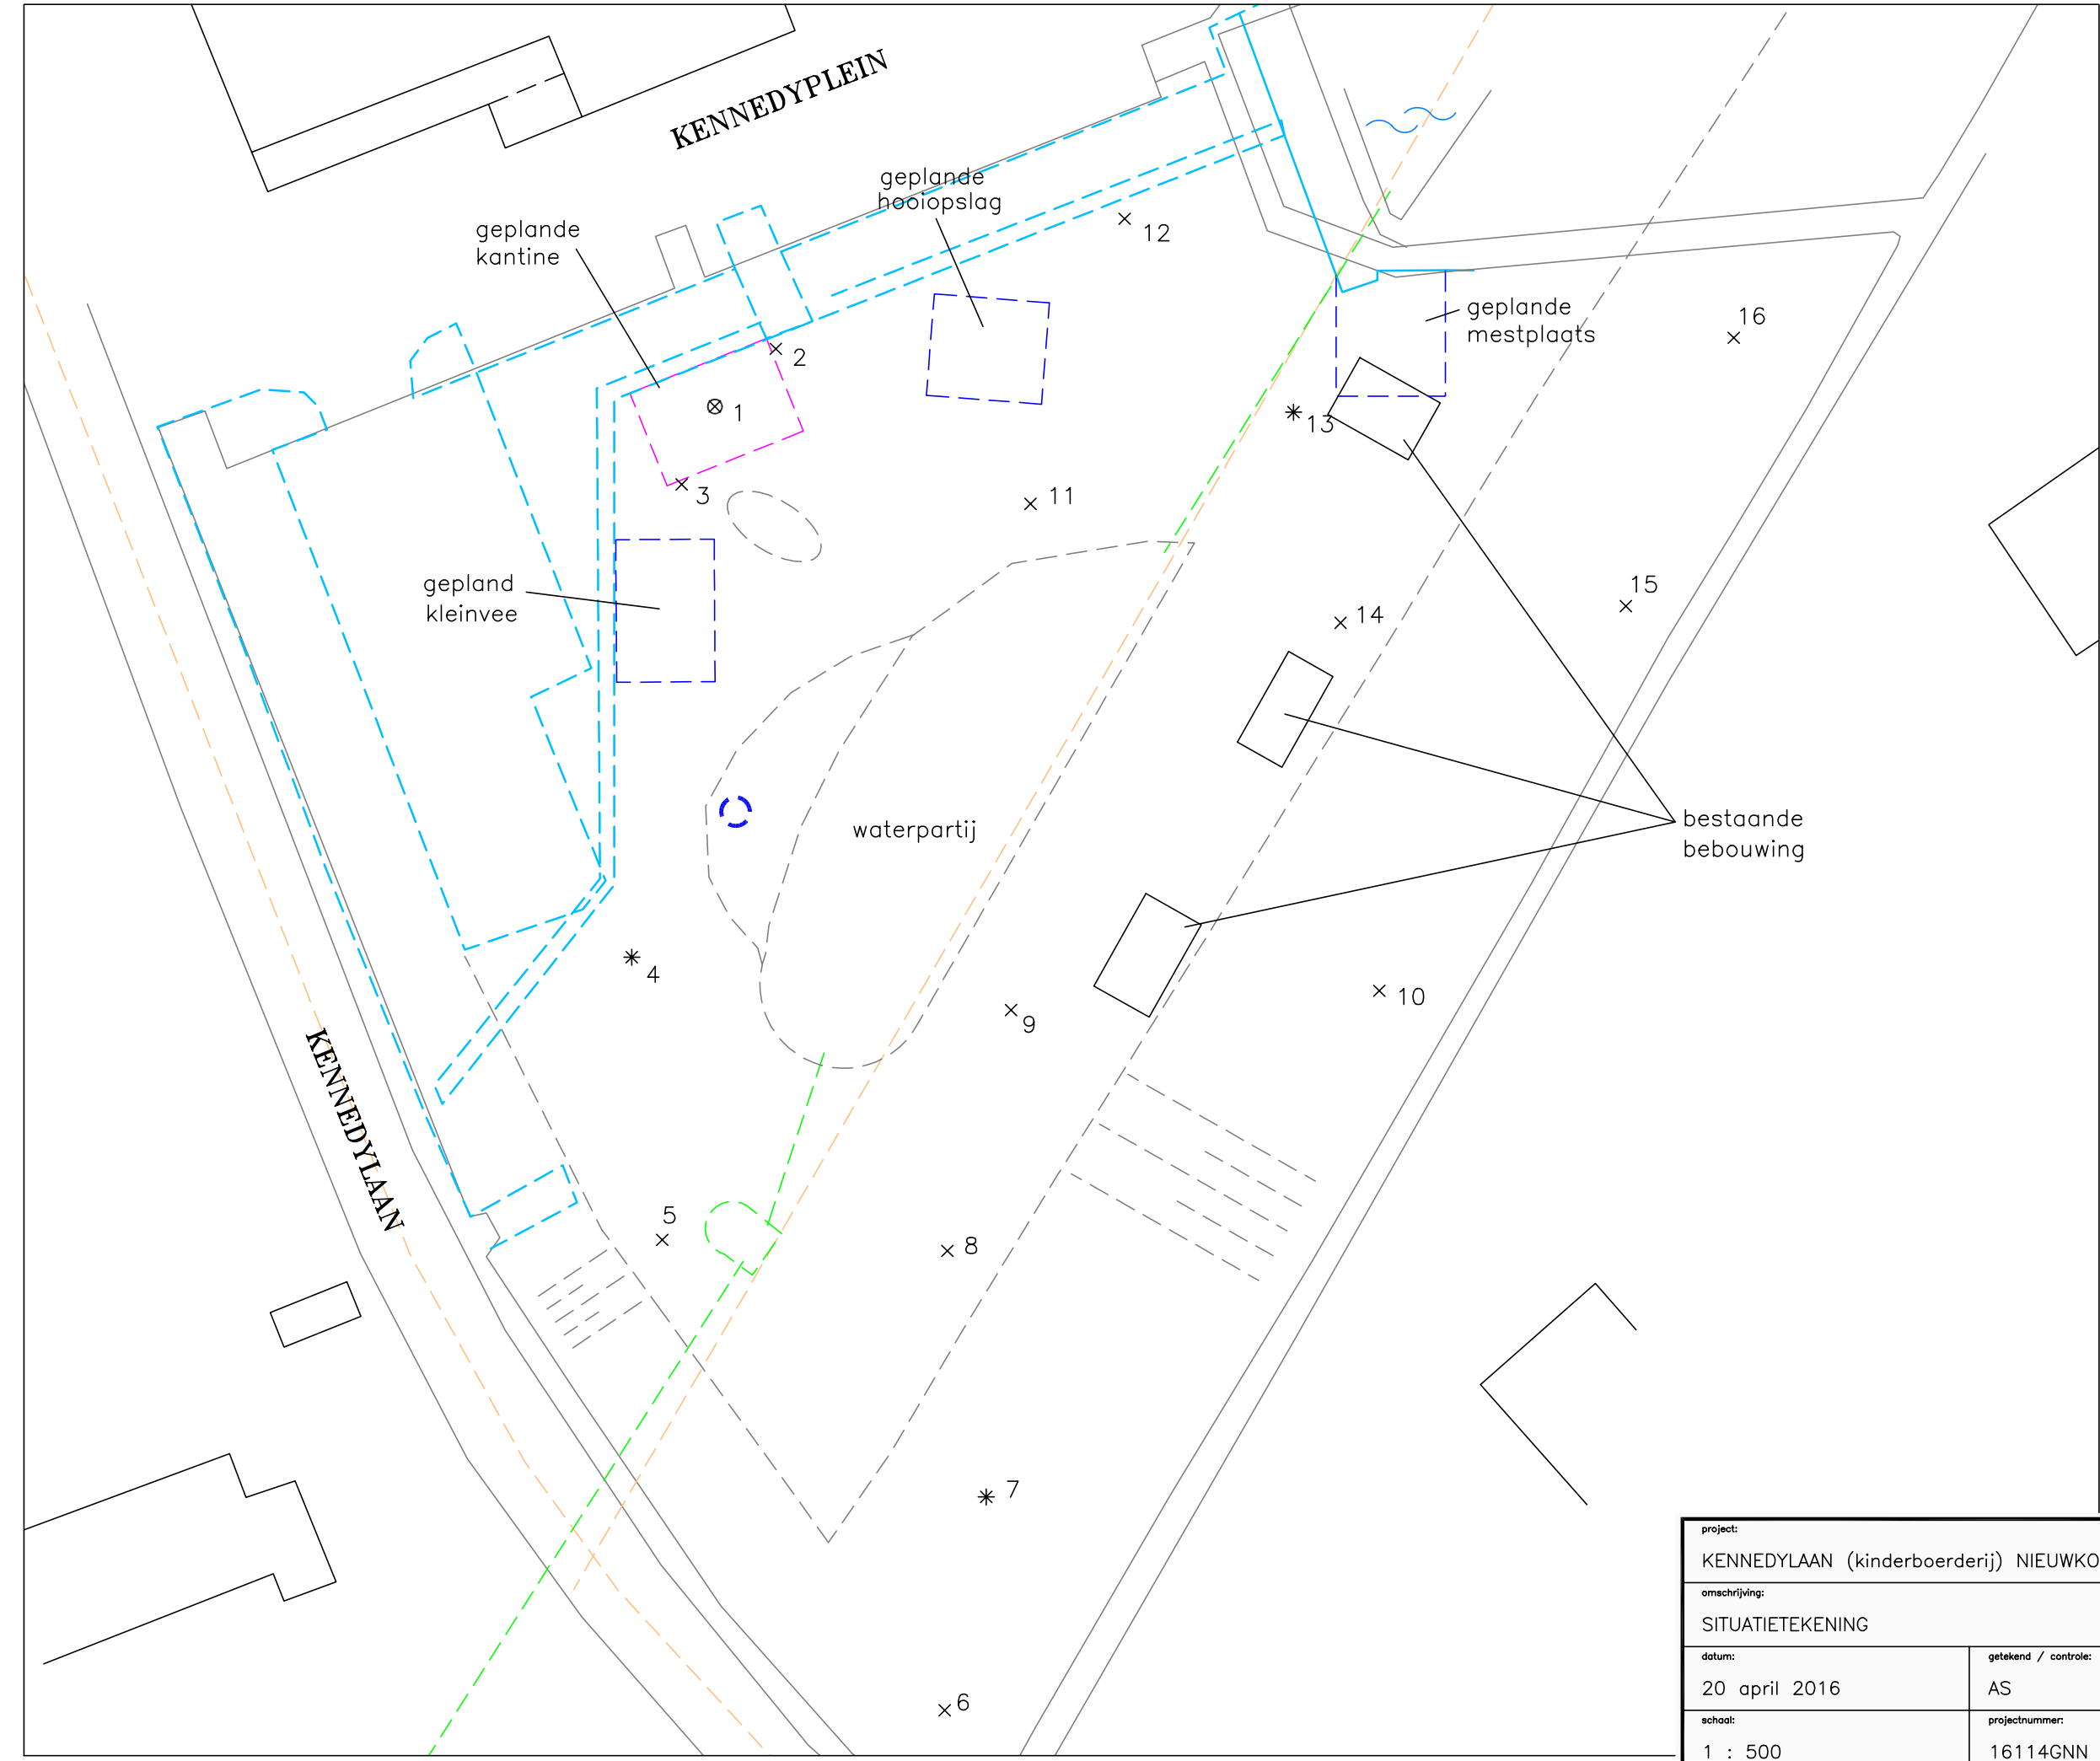 KENNEDYPLEIN
geplande
hooiopslag
geplande
kantine
12
geplande
mestplaats
16
2
1
13
3
11
gepland
kleinvee
15
14
bestaande
bebouwing
waterpartij
4
10
9
KENNEDYLAAN
5
8
7
6
project:
KENNEDYLAAN (kinderboerderij) NIEUWKO
omschrijving:
SITUATIETEKENING
datum:
getekend / controle:
20 april 2016
AS
schaal:
projectnummer:
1 : 500
16114GNN